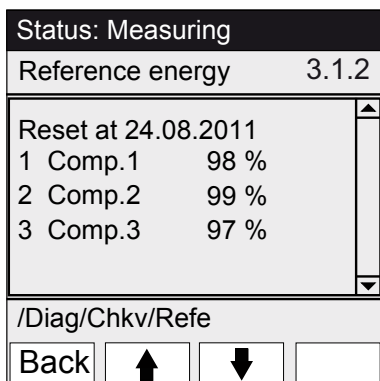 Status: Measuring
Reference energy 3.1.2
Reset at 24.08.2011
1 Comp.1 98 %
2 Comp.2 99 %
3 Comp.3 97 %
/Diag/Chkv/Refe
Back